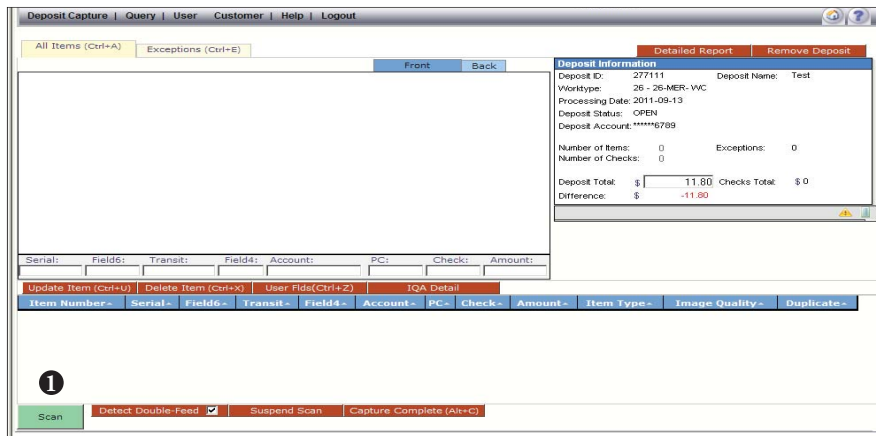 Deposit Capture | Query | User Customer | Help | Logout
All Items (Ctrl+A) Exceptions (Ctrl+E) Detailed Report Remove Deposit
Front Back
Deposit Information
Deposit ID: 277111 Deposit Name: Test
Worktype: 26 - 26-MER- WC
Processing Date: 2011-09-13
Deposit Status: OPEN
Deposit Account: ******6789
Number of Items: 0 Exceptions: 0
Number of Checks: 0
Deposit Total: $ 11.80 Checks Total: $ 0
Difference: $ -11.80
Serial: Field6: Transit: Field4: Account: PC: Check: Amount:
Update Item (Ctrl+U) Delete Item (Ctrl+X) User Flds(Ctrl+Z) IQA Detail
Item Number Serial Field6 Transit Field4 Account PC Check Amount Item Type Image Quality Duplicate
1
Scan Detect Double-Feed Suspend Scan Capture Complete (Alt+C)